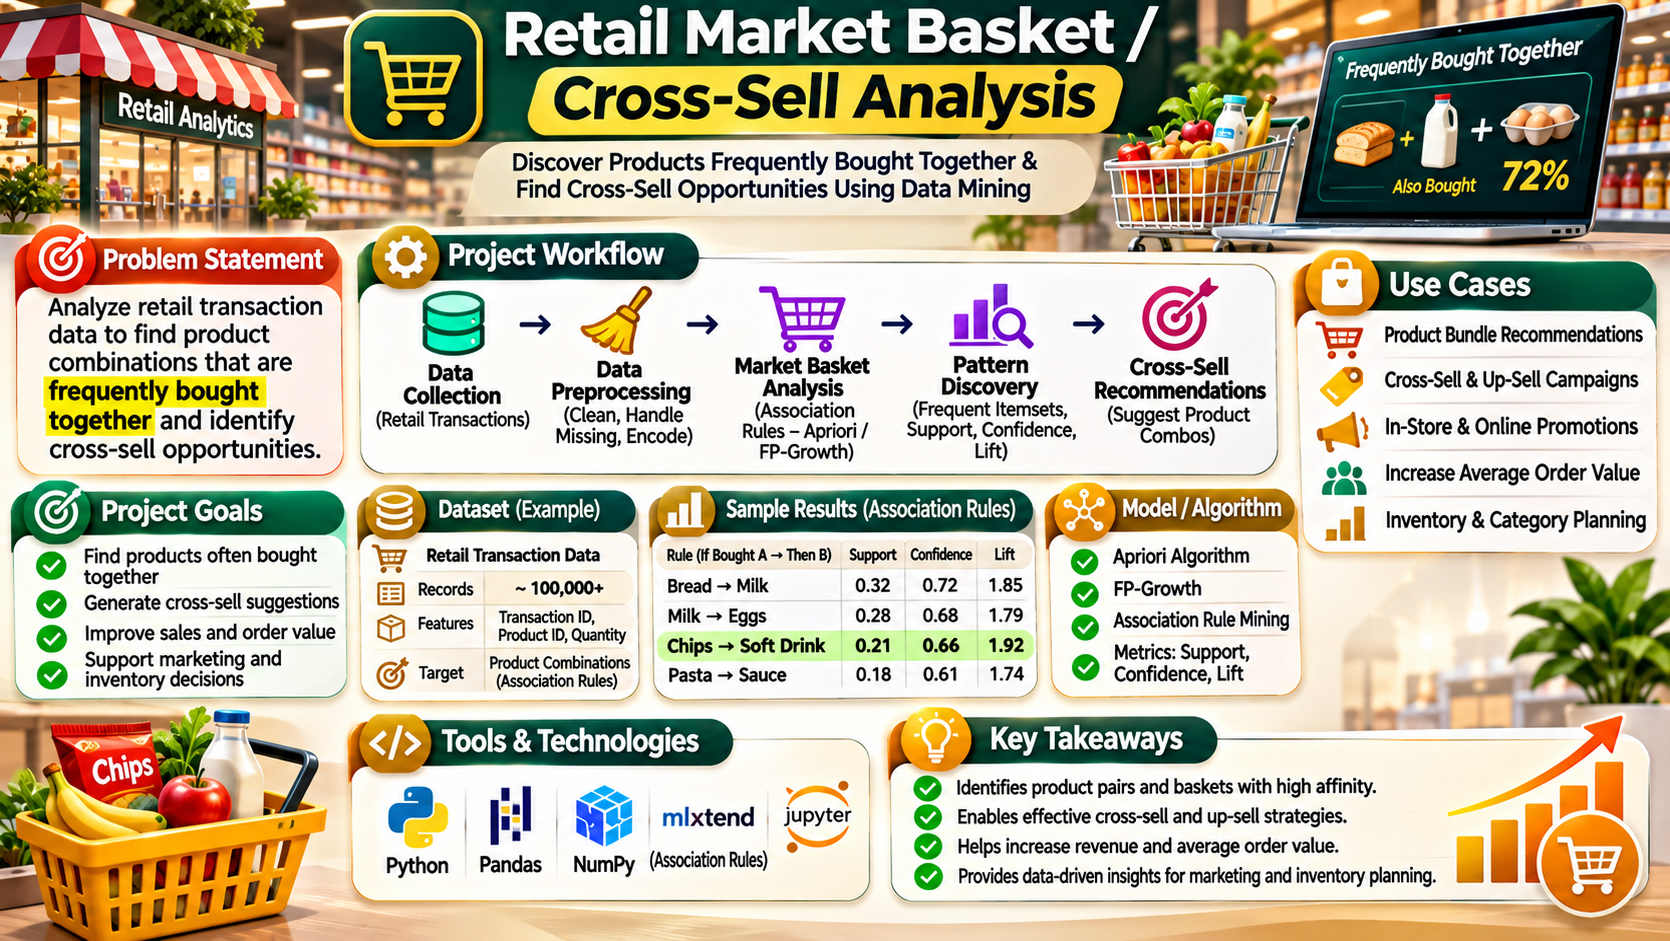 Retail Analytics
Retail Market Basket /
Cross-Sell Analysis
Discover Products Frequently Bought Together &
Find Cross-Sell Opportunities Using Data Mining
Frequently Bought Together
+ +
Also Bought 72%
Problem Statement
Analyze retail transaction
data to find product
combinations that are
frequently bought
together and identify
cross-sell opportunities.
Project Workflow
Data
Collection
(Retail Transactions)
Data
Preprocessing
(Clean, Handle
Missing, Encode)
Market Basket
Analysis
(Association
Rules – Apriori /
FP-Growth)
Pattern
Discovery
(Frequent Itemsets,
Support, Confidence,
Lift)
Cross-Sell
Recommendations
(Suggest Product
Combos)
Use Cases
Product Bundle Recommendations
Cross-Sell & Up-Sell Campaigns
In-Store & Online Promotions
Increase Average Order Value
Inventory & Category Planning
Project Goals
Find products often bought
together
Generate cross-sell suggestions
Improve sales and order value
Support marketing and
inventory decisions
Dataset (Example)
Retail Transaction Data
Records ~ 100,000+
Features Transaction ID,
Product ID, Quantity
Target Product Combinations
(Association Rules)
Sample Results (Association Rules)
Rule (If Bought A → Then B) Support Confidence Lift
Bread → Milk 0.32 0.72 1.85
Milk → Eggs 0.28 0.68 1.79
Chips → Soft Drink 0.21 0.66 1.92
Pasta → Sauce 0.18 0.61 1.74
Model / Algorithm
Apriori Algorithm
FP-Growth
Association Rule Mining
Metrics: Support,
Confidence, Lift
Chips
Tools & Technologies
</>
Python
Pandas
NumPy
mlxtend
(Association Rules)
jupyter
Key Takeaways
Identifies product pairs and baskets with high affinity.
Enables effective cross-sell and up-sell strategies.
Helps increase revenue and average order value.
Provides data-driven insights for marketing and inventory planning.